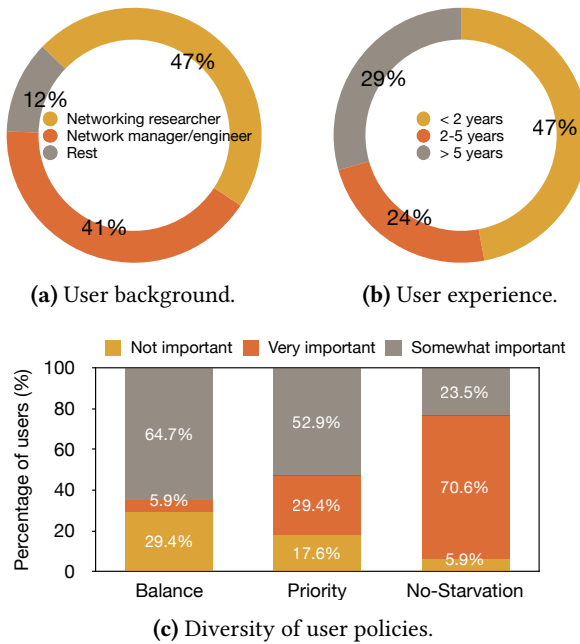 47%
12%
Networking researcher
Network manager/engineer
Rest
41%
(a) User background.
29%
< 2 years
2-5 years
> 5 years
47%
24%
(b) User experience.
Not important Very important Somewhat important
Percentage of users (%)
100
80
60
40
20
0
64.7%
5.9%
29.4%
52.9%
29.4%
17.6%
23.5%
70.6%
5.9%
Balance Priority No-Starvation
(c) Diversity of user policies.